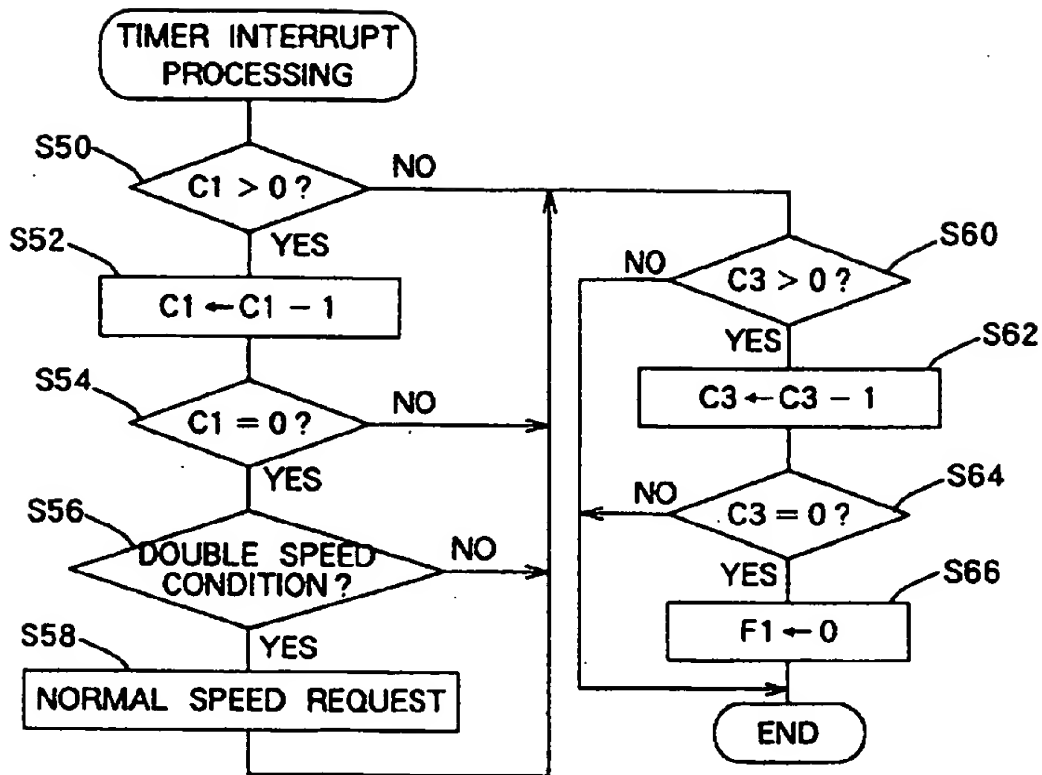 TIMER INTERRUPT
PROCESSING
S50
C1 > 0 ?
NO
YES
S52
C1 ← C1 − 1
S54
C1 = 0 ?
NO
YES
S56
DOUBLE SPEED
CONDITION ?
NO
YES
S58
NORMAL SPEED REQUEST
S60
C3 > 0 ?
NO
YES
S62
C3 ← C3 − 1
S64
C3 = 0 ?
NO
YES
S66
F1 ← 0
END